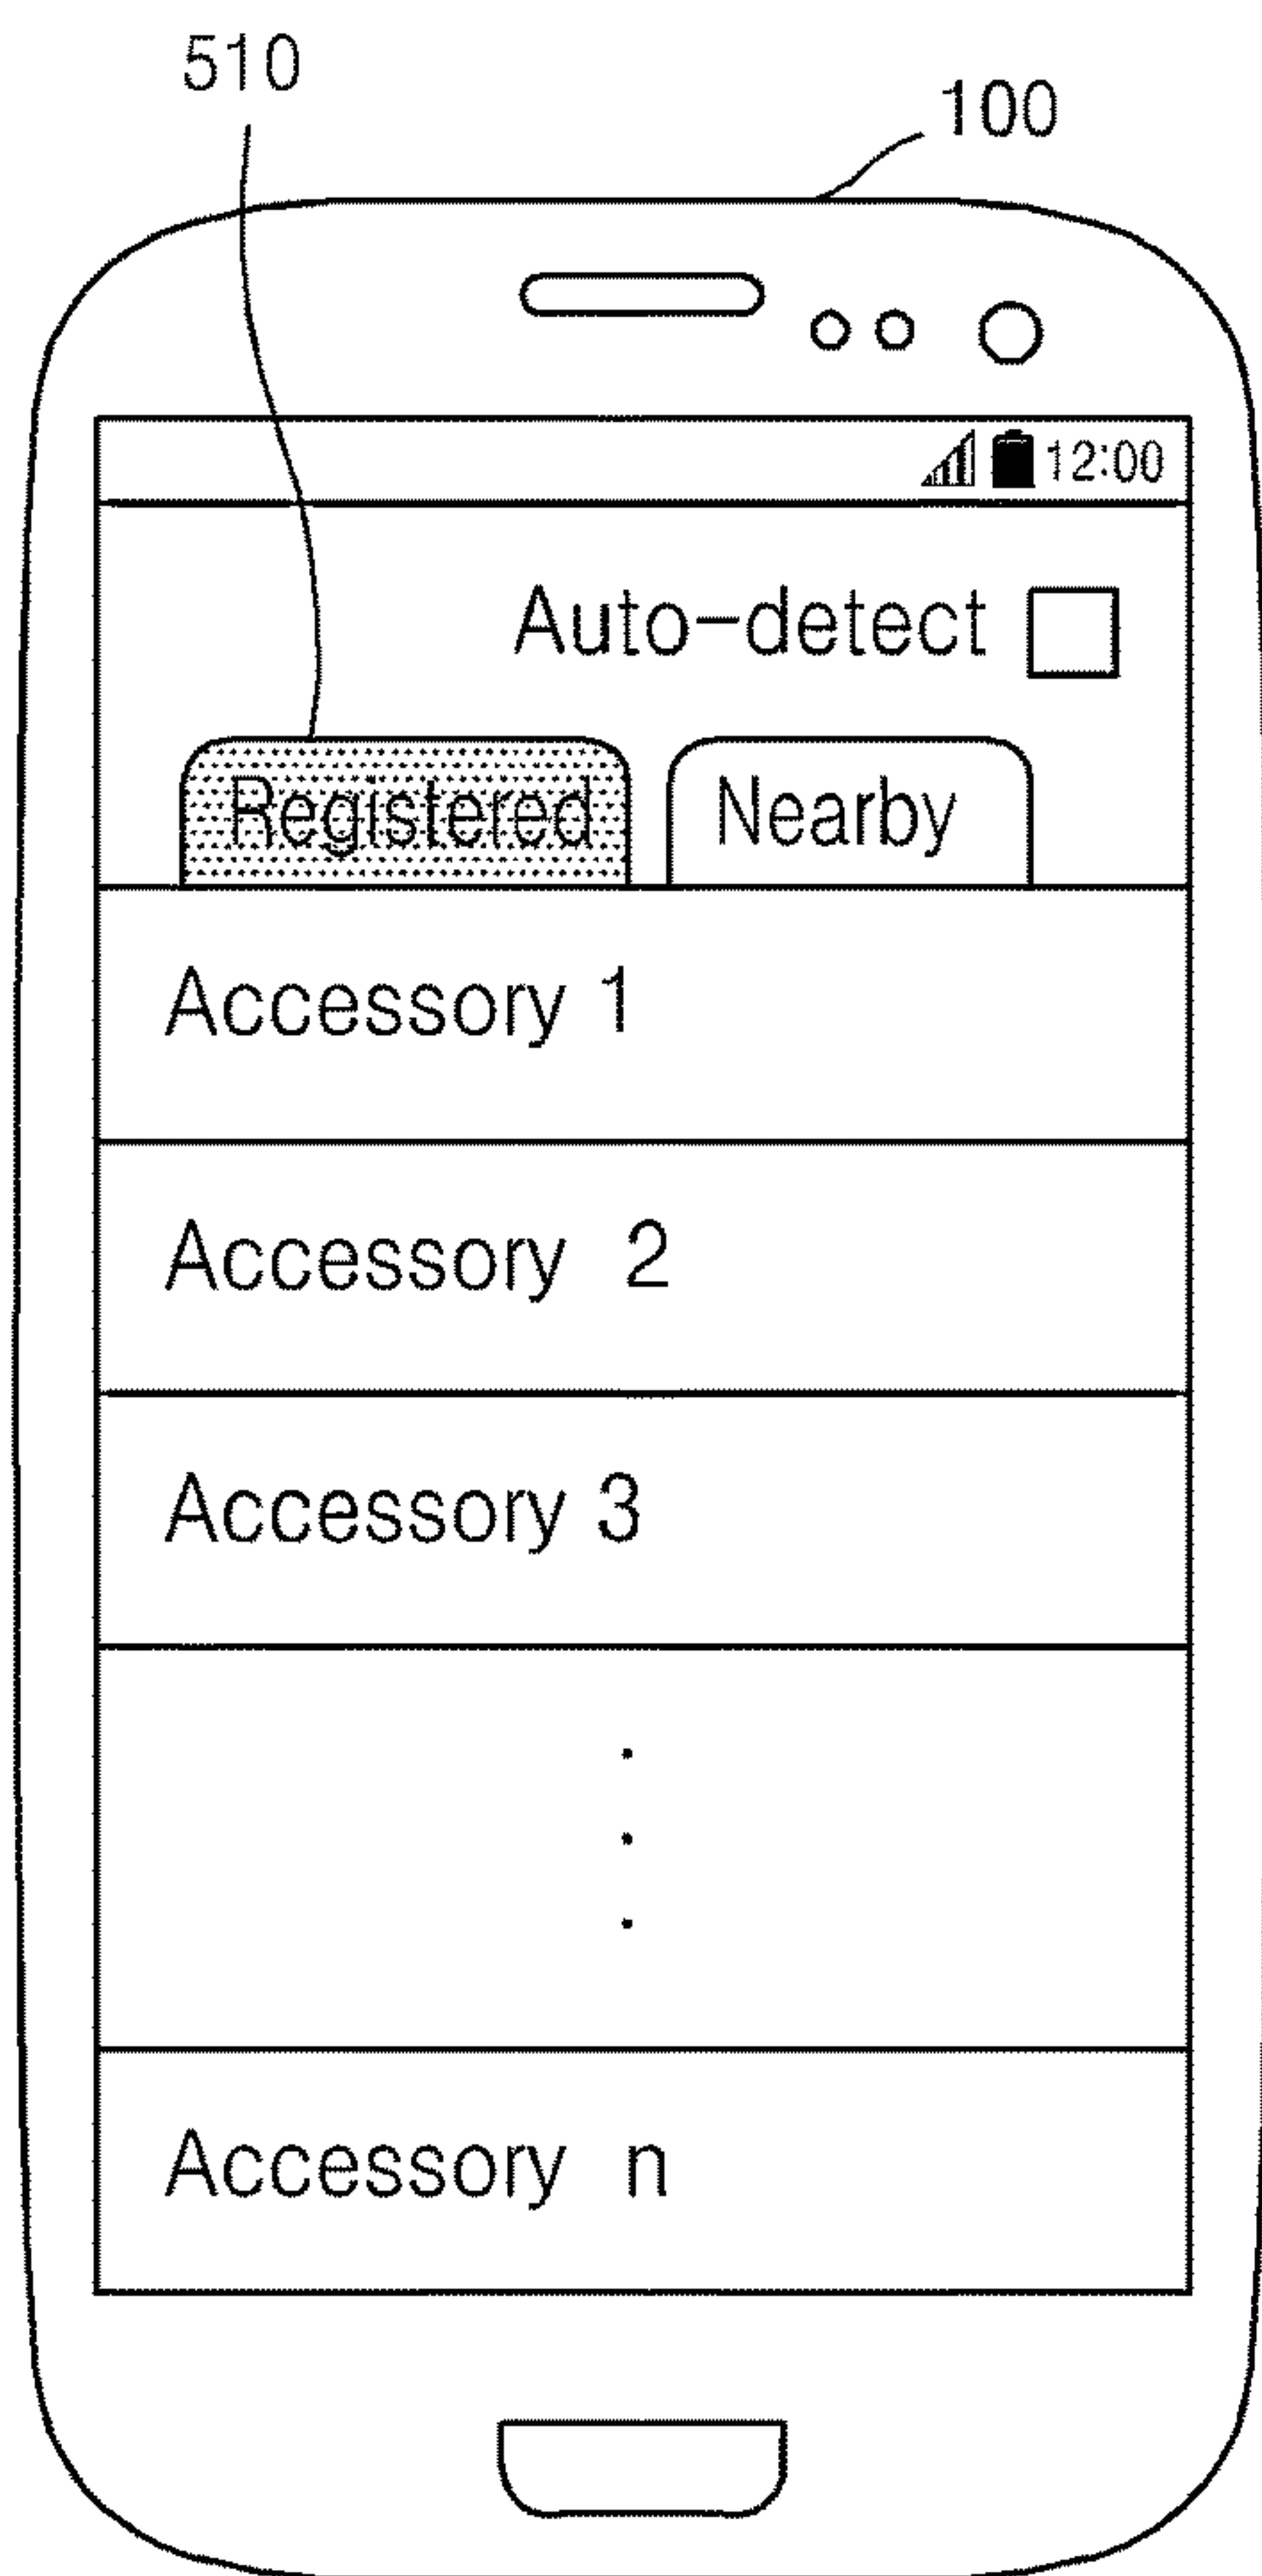 510
100
12:00
Auto-detect
Registered Nearby
Accessory 1
Accessory 2
Accessory 3
Accessory n